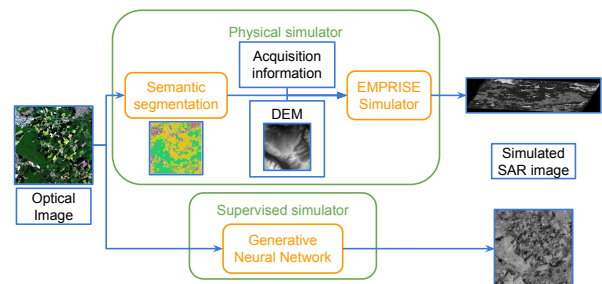 Physical simulator
Acquisition
information
Semantic
segmentation
EMPRISE
Simulator
DEM
Optical
Image
Simulated
SAR image
Supervised simulator
Generative
Neural Network